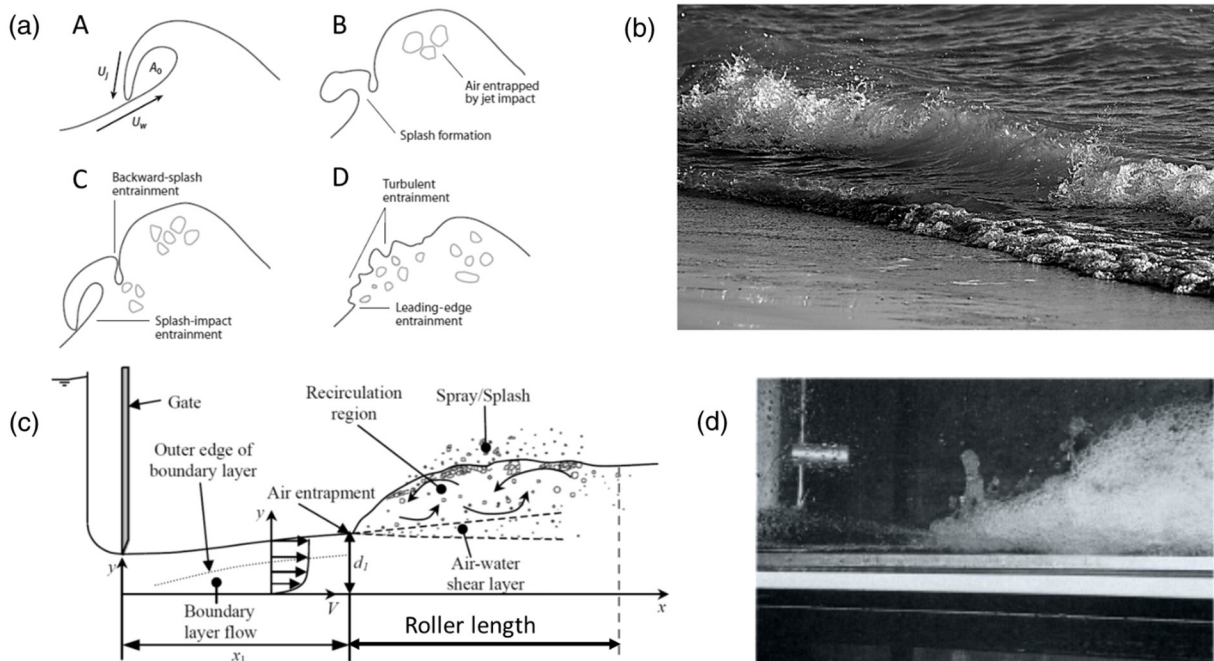 (a)
A
U_j
A_0
U_w
B
Air entrapped
by jet impact
Splash formation
C
Backward-splash
entrainment
Splash-impact
entrainment
D
Turbulent
entrainment
Leading-edge
entrainment
(b)
(c)
Gate
Outer edge of
boundary layer
Air entrapment
Recirculation
region
Spray/Splash
y
y
d_1
Air-water
shear layer
Boundary
layer flow
V
x
x_1
Roller length
(d)